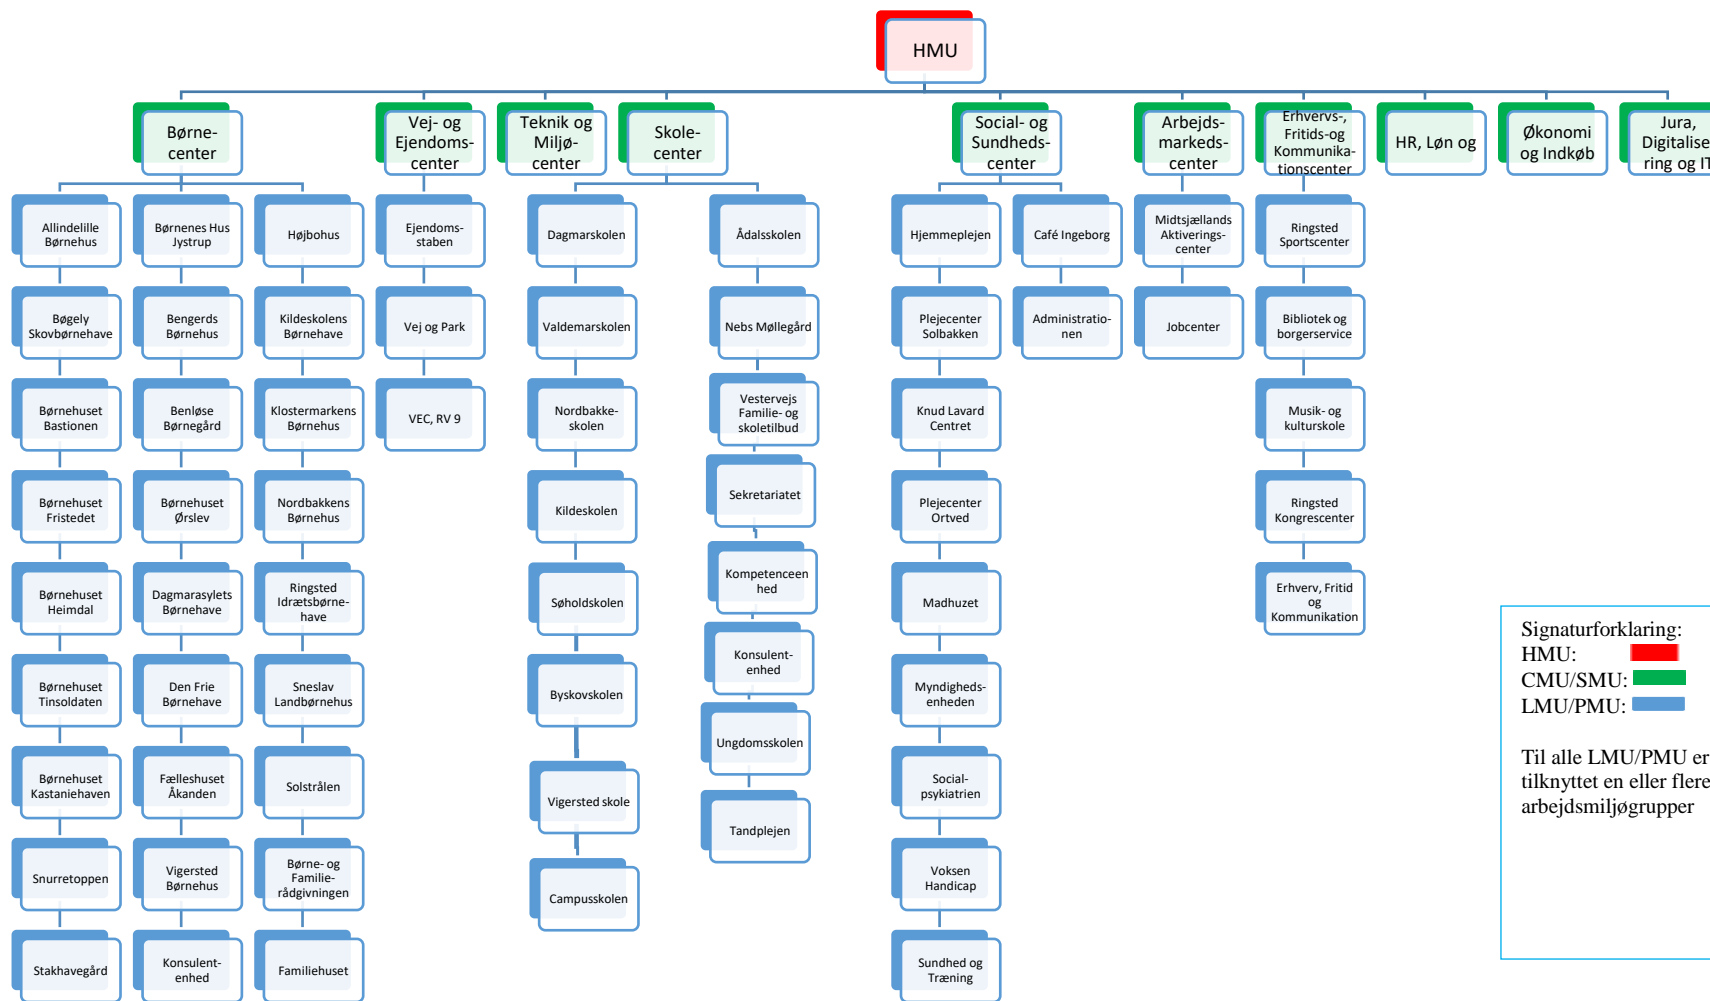 HMU
Børne-
center
Vej- og
Ejendoms-
center
Teknik og
Miljø-
center
Skole-
center
Social- og
Sundheds-
center
Arbejds-
markeds-
center
Erhvervs-,
Fritids-og
Kommunika-
tionscenter
HR, Løn og
Økonomi
og Indkøb
Jura,
Digitalise-
ring og IT
Allindelille
Børnehus
Bøgely
Skovbørnehave
Børnehuset
Bastionen
Børnehuset
Fristedet
Børnehuset
Heimdal
Børnehuset
Tinsoldaten
Børnehuset
Kastaniehaven
Snurretoppen
Stakhavegård
Børnenes Hus
Jystrup
Bengerds
Børnehus
Benløse
Børnegård
Børnehuset
Ørslev
Dagmarasylets
Børnehave
Den Frie
Børnehave
Fælleshuset
Åkanden
Vigersted
Børnehus
Konsulent-
enhed
Højbohus
Kildeskolens
Børnehave
Klostermarkens
Børnehus
Nordbakkens
Børnehus
Ringsted
Idrætsbørne-
have
Sneslav
Landbørnehus
Solstrålen
Børne- og
Familie-
rådgivningen
Familiehuset
Ejendoms-
staben
Vej og Park
VEC, RV 9
Dagmarskolen
Valdemarskolen
Nordbakke-
skolen
Kildeskolen
Søholdskolen
Byskovskolen
Vigersted skole
Campusskolen
Ådalsskolen
Nebs Møllegård
Vestervejs
Familie- og
skoletilbud
Sekretariatet
Kompetenceen
hed
Konsulent-
enhed
Ungdomsskolen
Tandplejen
Hjemmeplejen
Plejecenter
Solbakken
Knud Lavard
Centret
Plejecenter
Ortved
Madhuzet
Myndigheds-
enheden
Social-
psykiatrien
Voksen
Handicap
Sundhed og
Træning
Café Ingeborg
Administratio-
nen
Midtsjællands
Aktiverings-
center
Jobcenter
Ringsted
Sportscenter
Bibliotek og
borgerservice
Musik- og
kulturskole
Ringsted
Kongrescenter
Erhverv, Fritid
og
Kommunikation
Signaturforklaring:
HMU:
CMU/SMU:
LMU/PMU:
Til alle LMU/PMU er
tilknyttet en eller flere
arbejdsmiljøgrupper